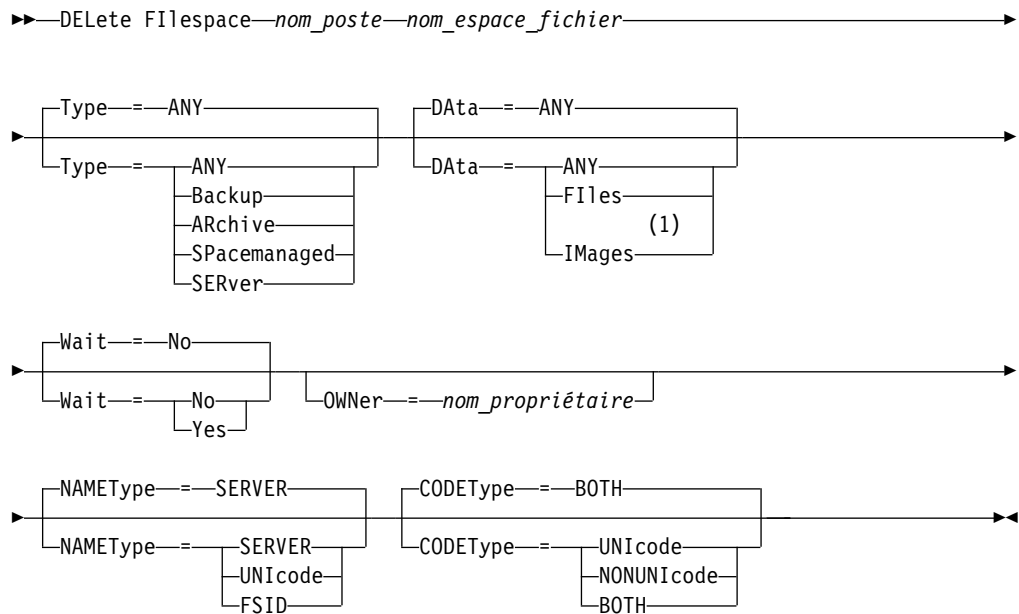 DELete FIlespace nom_poste nom_espace_fichier
Type = ANY DAta = ANY
Type = ANY DAta = ANY
Backup FIles
ARchive (1)
SPacemanaged IMages
SERver
Wait = No
Wait = No OWNer = nom_propriétaire
Yes
NAMEType = SERVER CODEType = BOTH
NAMEType = SERVER CODEType = UNIcode
UNIcode NONUNIcode
FSID BOTH